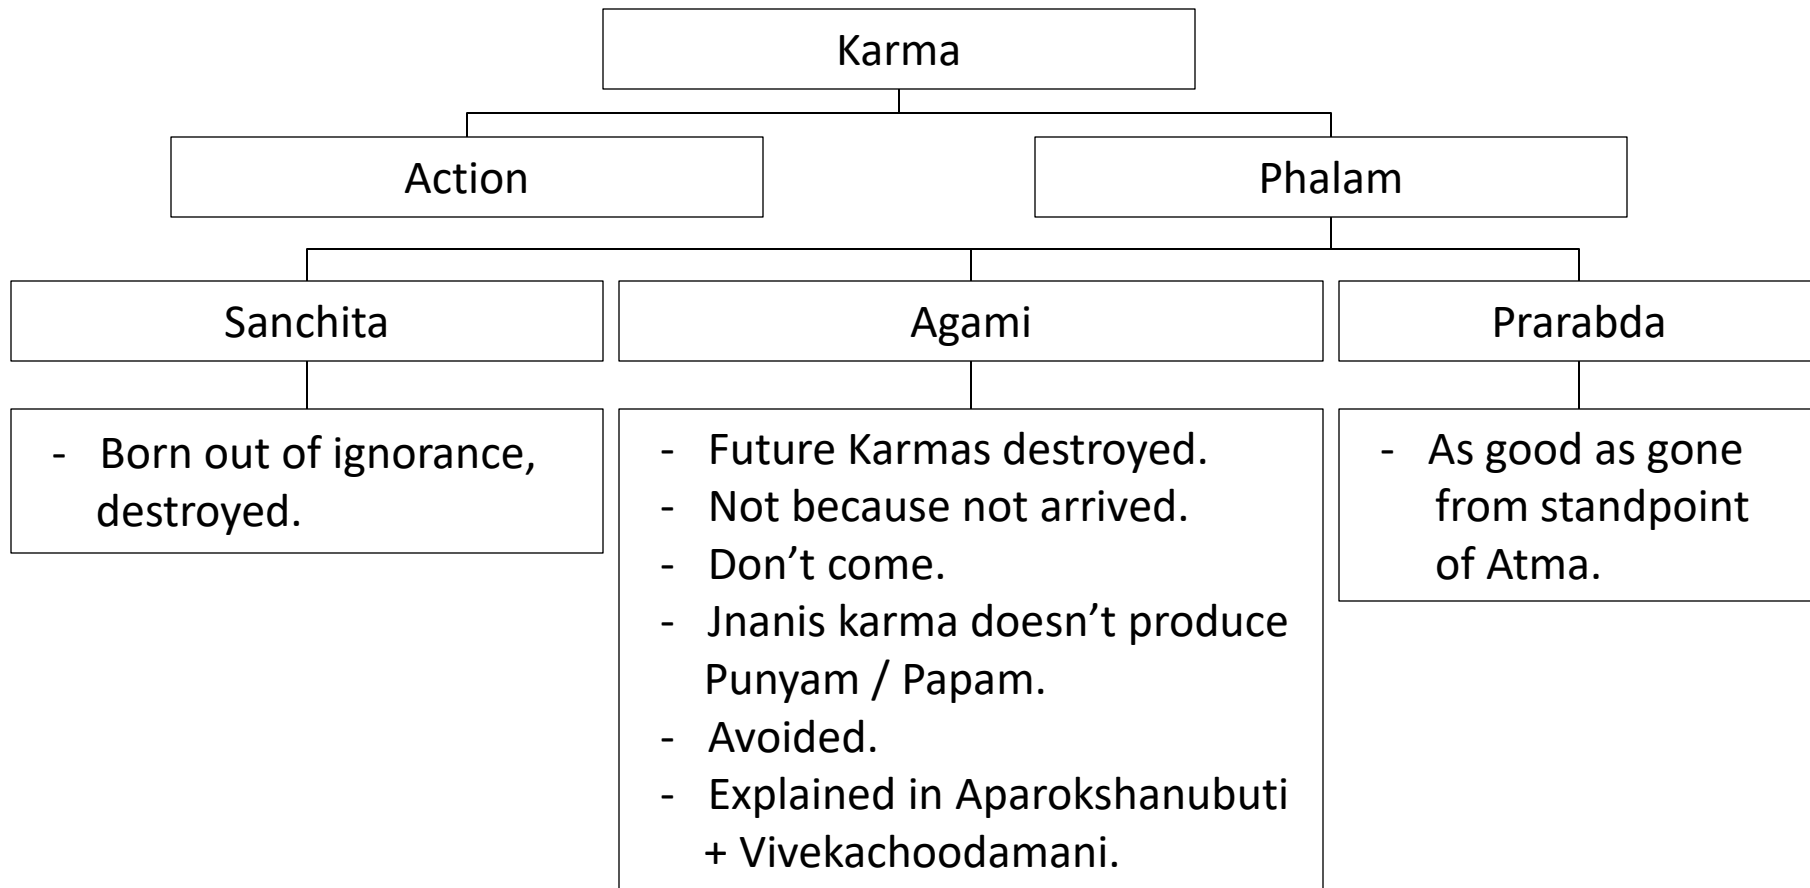 Karma
Action
Phalam
Sanchita
Agami
Prarabda
- Born out of ignorance,
destroyed.
- Future Karmas destroyed.
- Not because not arrived.
- Don’t come.
- Jnanis karma doesn’t produce
Punyam / Papam.
- Avoided.
- Explained in Aparokshanubuti
+ Vivekachoodamani.
- As good as gone
from standpoint
of Atma.